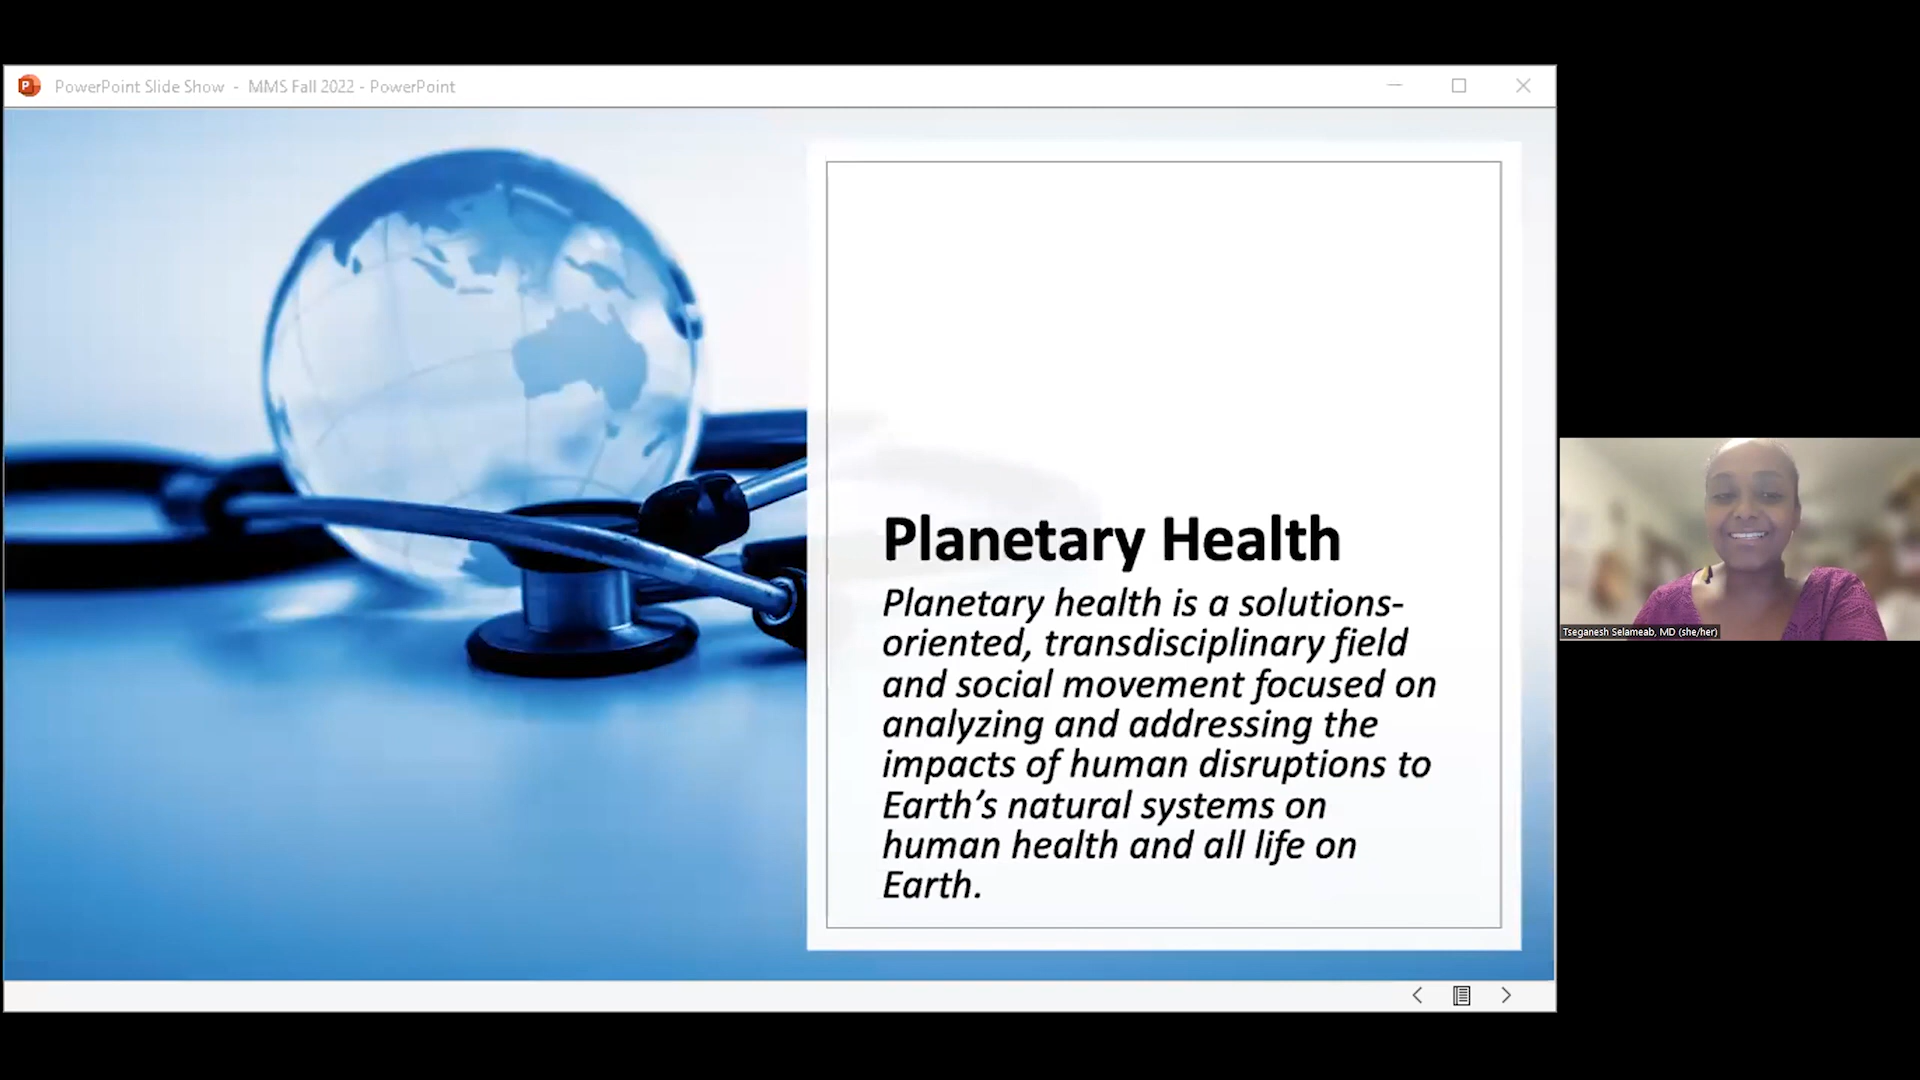 PowerPoint Slide Show - MMS Fall 2022 - PowerPoint
Planetary Health
Planetary health is a solutions-
oriented, transdisciplinary field
and social movement focused on
analyzing and addressing the
impacts of human disruptions to
Earth’s natural systems on
human health and all life on
Earth.
Tseganesh Selameab, MD (she/her)